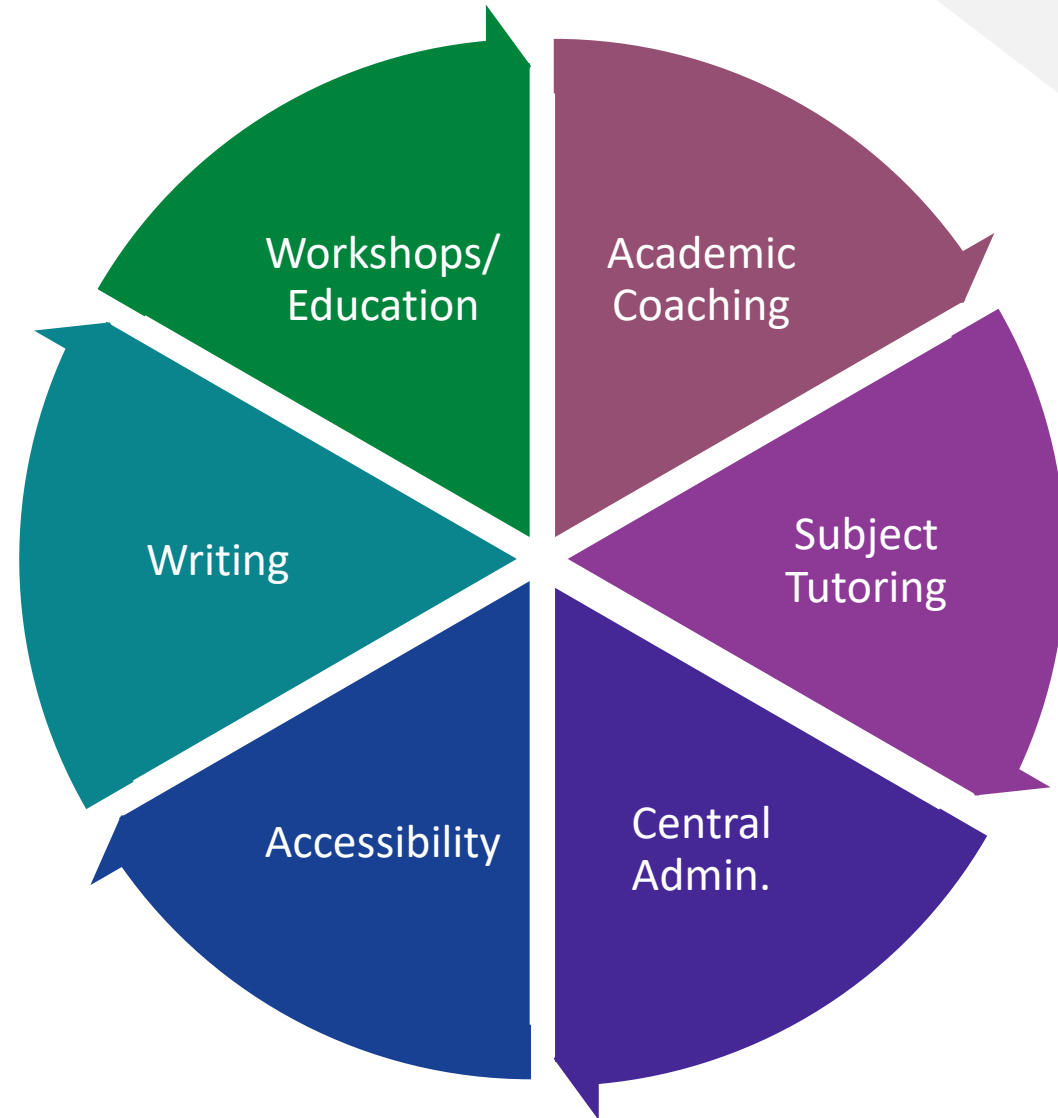 Workshops/
Education
Academic
Coaching
Subject
Tutoring
Central
Admin.
Accessibility
Writing